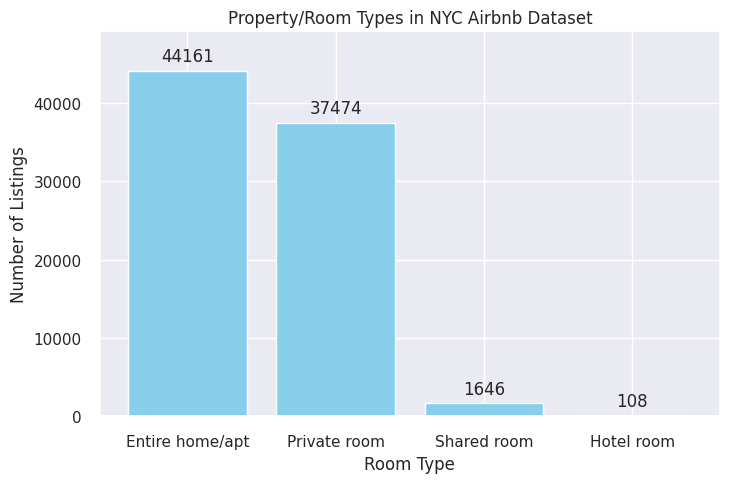 Property/Room Types in NYC Airbnb Dataset
44161
37474
1646
108
40000
30000
20000
10000
0
Number of Listings
Entire home/apt
Private room
Shared room
Hotel room
Room Type